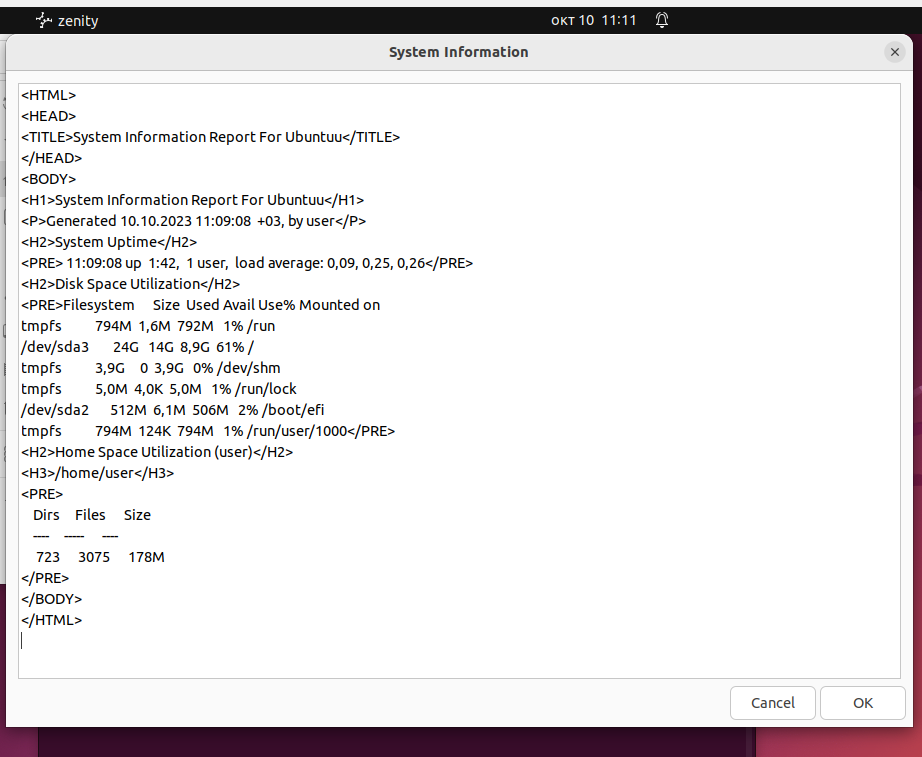 zenity
окт 10 11:11
System Information
<HTML>
<HEAD>
<TITLE>System Information Report For Ubuntuu</TITLE>
</HEAD>
<BODY>
<H1>System Information Report For Ubuntuu</H1>
<P>Generated 10.10.2023 11:09:08 +03, by user</P>
<H2>System Uptime</H2>
<PRE> 11:09:08 up  1:42,  1 user,  load average: 0,09, 0,25, 0,26</PRE>
<H2>Disk Space Utilization</H2>
<PRE>Filesystem      Size  Used Avail Use% Mounted on
tmpfs           794M  1,6M  792M   1% /run
/dev/sda3        24G   14G  8,9G  61% /
tmpfs           3,9G     0  3,9G   0% /dev/shm
tmpfs           5,0M  4,0K  5,0M   1% /run/lock
/dev/sda2       512M  6,1M  506M   2% /boot/efi
tmpfs           794M  124K  794M   1% /run/user/1000</PRE>
<H2>Home Space Utilization (user)</H2>
<H3>/home/user</H3>
<PRE>
    Dirs    Files     Size
    ----    -----     ----
     723     3075     178M
</PRE>
</BODY>
</HTML>
Cancel
OK